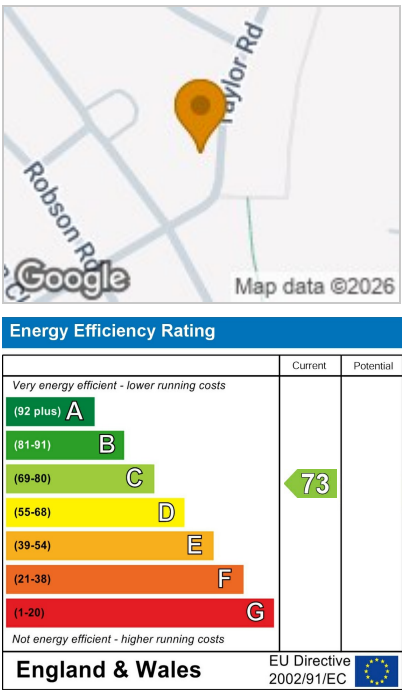 Taylor Rd
Robson Rd
Google
Map data ©2026
Energy Efficiency Rating
Current Potential
Very energy efficient - lower running costs
(92 plus) A
(81-91) B
(69-80) C
73
(55-68) D
(39-54) E
(21-38) F
(1-20) G
Not energy efficient - higher running costs
England & Wales
EU Directive
2002/91/EC